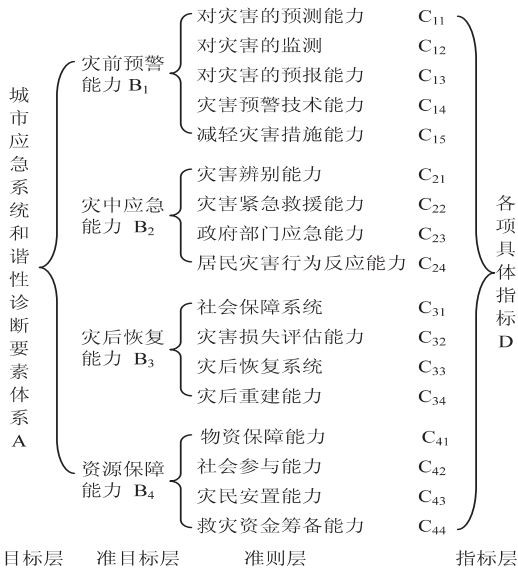 城市应急系统和谐性诊断要素体系A
灾前预警
能力 B₁
对灾害的预测能力 C₁₁
对灾害的监测 C₁₂
对灾害的预报能力 C₁₃
灾害预警技术能力 C₁₄
减轻灾害措施能力 C₁₅
灾中应急
能力 B₂
灾害辨别能力 C₂₁
灾害紧急救援能力 C₂₂
政府部门应急能力 C₂₃
居民灾害行为反应能力 C₂₄
灾后恢复
能力 B₃
社会保障系统 C₃₁
灾害损失评估能力 C₃₂
灾后恢复系统 C₃₃
灾后重建能力 C₃₄
资源保障
能力 B₄
物资保障能力 C₄₁
社会参与能力 C₄₂
灾民安置能力 C₄₃
救灾资金筹备能力 C₄₄
各项具体指标D
目标层 准目标层 准则层 指标层